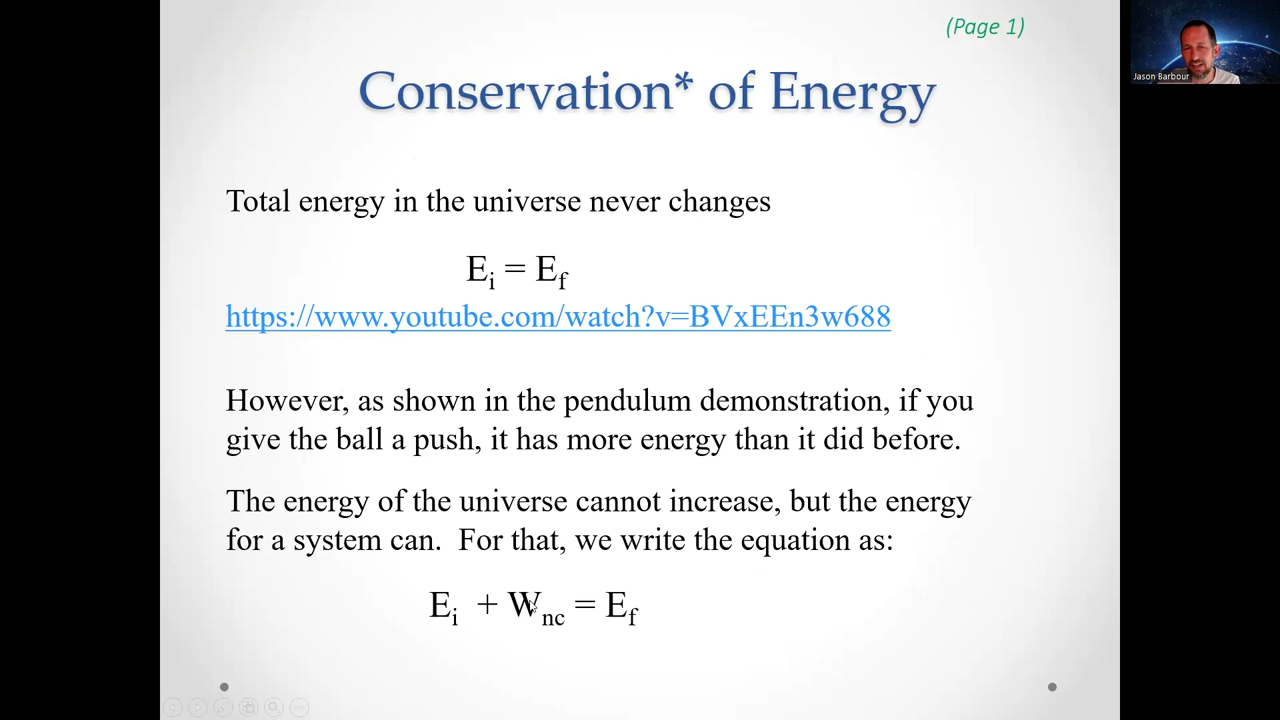 (Page 1)
Jason Barbour
Conservation* of Energy
Total energy in the universe never changes
Eᵢ = E_f
https://www.youtube.com/watch?v=BVxEEn3w688
However, as shown in the pendulum demonstration, if you
give the ball a push, it has more energy than it did before.
The energy of the universe cannot increase, but the energy
for a system can. For that, we write the equation as:
Eᵢ + W_nc = E_f